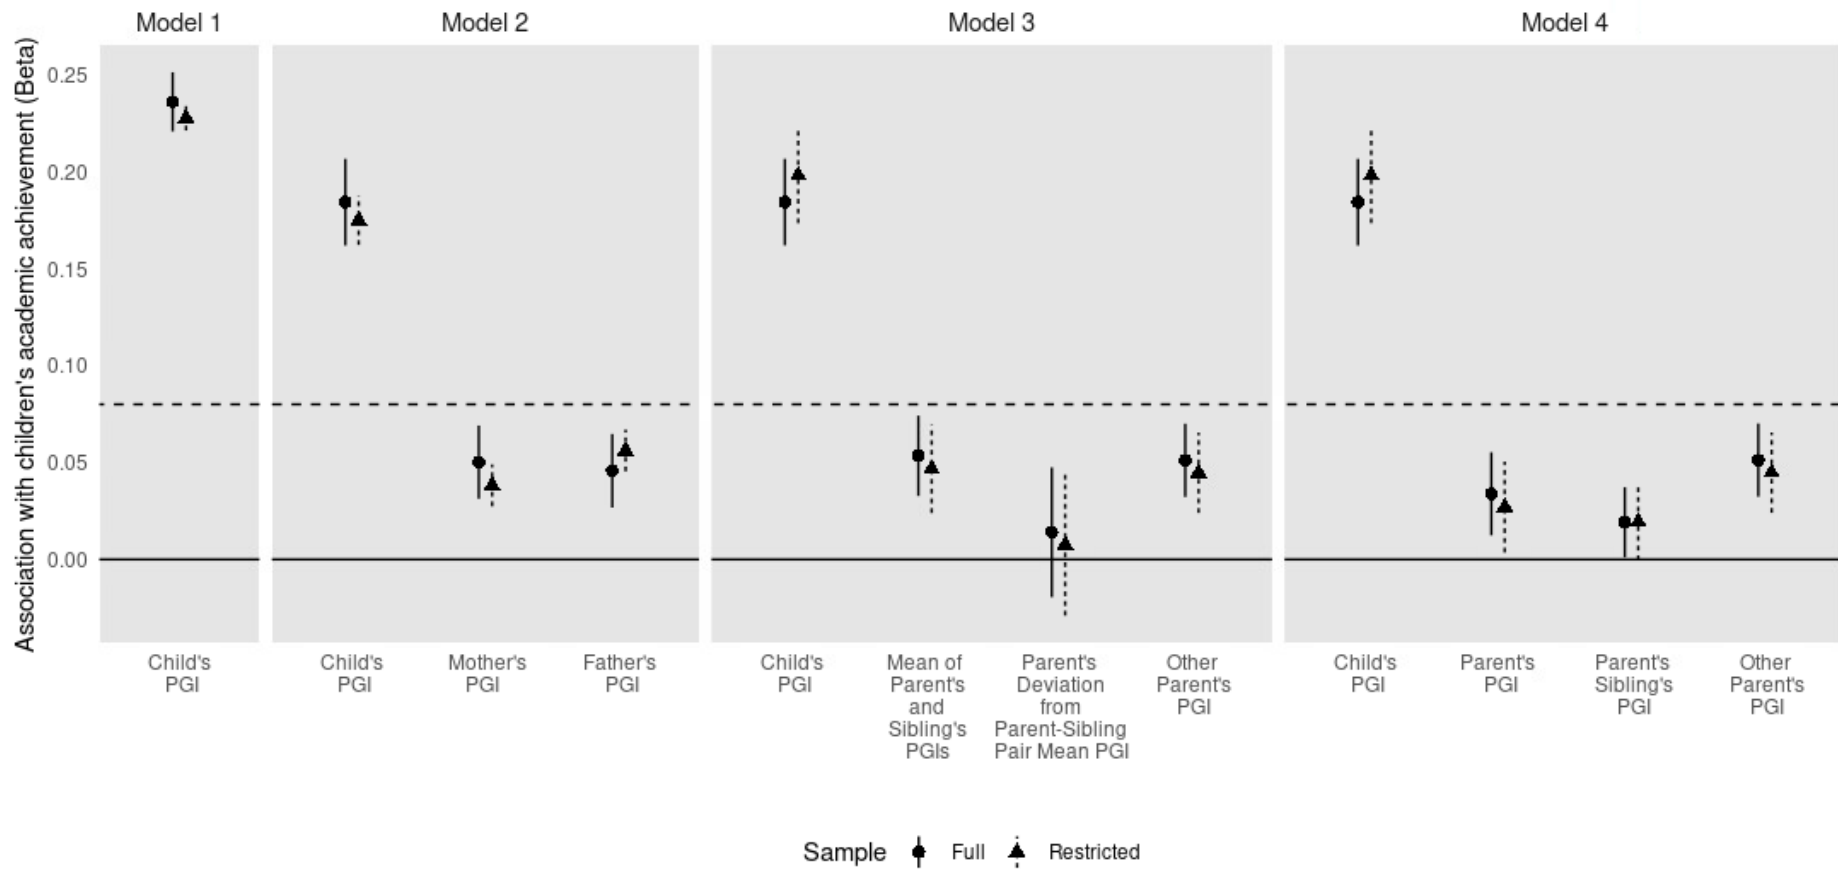 Model 1
Model 2
Model 3
Model 4
Association with children's academic achievement (Beta)
0.25
0.20
0.15
0.10
0.05
0.00
Child's
PGI
Child's
PGI
Mother's
PGI
Father's
PGI
Child's
PGI
Mean of
Parent's
and
Sibling's
PGIs
Parent's
Deviation
from
Parent-Sibling
Pair Mean PGI
Other
Parent's
PGI
Child's
PGI
Parent's
PGI
Parent's
Sibling's
PGI
Other
Parent's
PGI
Sample Full Restricted